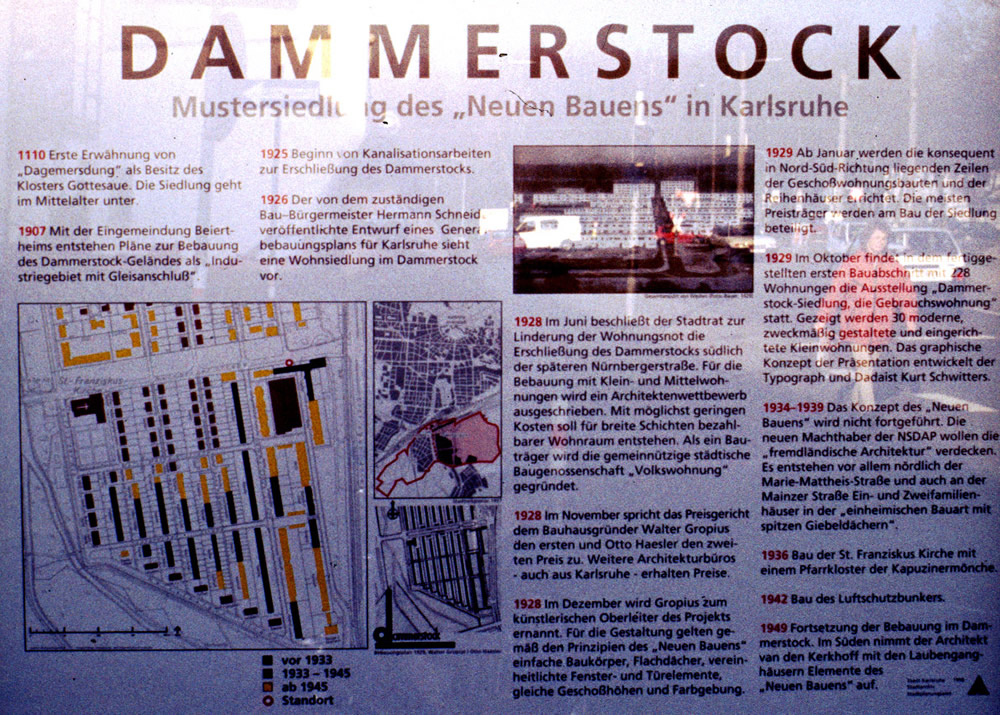 DAMMERSTOCK
Mustersiedlung des „Neuen Bauens“ in Karlsruhe
1110 Erste Erwähnung von
„Dagemersdung“ als Besitz des
Klosters Gottesaue. Die Siedlung geht
im Mittelalter unter.
1907 Mit der Eingemeindung Beiert-
heims entstehen Pläne zur Bebauung
des Dammerstock-Geländes als „Indu-
striegebiet mit Gleisanschluß“.
1925 Beginn von Kanalisationsarbeiten
zur Erschließung des Dammerstocks.
1926 Der von dem zuständigen
Bau–Bürgermeister Hermann Schneid
veröffentlichte Entwurf eines Genera
bebauungsplans für Karlsruhe sieht
eine Wohnsiedlung im Dammerstock
vor.
St.-Franziskus
Dammerstock
vor 1933
1933 – 1945
ab 1945
Standort
1928 Im Juni beschließt der Stadtrat zur
Linderung der Wohnungsnot die
Erschließung des Dammerstocks südlich
der späteren Nürnbergerstraße. Für die
Bebauung mit Klein- und Mittelwoh-
nungen wird ein Architektenwettbewerb
ausgeschrieben. Mit möglichst geringen
Kosten soll für breite Schichten bezahl-
barer Wohnraum entstehen. Als ein Bau-
träger wird die gemeinnützige städtische
Baugenossenschaft „Volkswohnung“
gegründet.
1928 Im November spricht das Preisgericht
dem Bauhausgründer Walter Gropius
den ersten und Otto Haesler den zwei-
ten Preis zu. Weitere Architekturbüros
- auch aus Karlsruhe - erhalten Preise.
1928 Im Dezember wird Gropius zum
künstlerischen Oberleiter des Projekts
ernannt. Für die Gestaltung gelten ge-
mäß den Prinzipien des „Neuen Bauens“
einfache Baukörper, Flachdächer, verein-
heitlichte Fenster- und Türelemente,
gleiche Geschoßhöhen und Farbgebung.
1929 Ab Januar werden die konsequent
in Nord-Süd-Richtung liegenden Zeilen
der Geschoßwohnungsbauten und der
Reihenhäuser errichtet. Die meisten
Preisträger werden am Bau der Siedlung
beteiligt.
1929 Im Oktober findet in dem fertigge-
stellten ersten Bauabschnitt mit 228
Wohnungen die Ausstellung „Dammer-
stock-Siedlung, die Gebrauchswohnung“
statt. Gezeigt werden 30 moderne,
zweckmäßig gestaltete und eingerich-
tete Kleinwohnungen. Das graphische
Konzept der Präsentation entwickelt der
Typograph und Dadaist Kurt Schwitters.
1934–1939 Das Konzept des „Neuen
Bauens“ wird nicht fortgeführt. Die
neuen Machthaber der NSDAP wollen die
„fremdländische Architektur“ verdecken.
Es entstehen vor allem nördlich der
Marie-Mattheis-Straße und auch an der
Mainzer Straße Ein- und Zweifamilien-
häuser in der „einheimischen Bauart mit
spitzen Giebeldächern“.
1936 Bau der St. Franziskus Kirche mit
einem Pfarrkloster der Kapuzinermönche.
1942 Bau des Luftschutzbunkers.
1949 Fortsetzung der Bebauung im Dam-
merstock. Im Süden nimmt der Architekt
van den Kerkhoff mit den Laubengang-
häusern Elemente des
„Neuen Bauens“ auf.
Stadt Karlsruhe